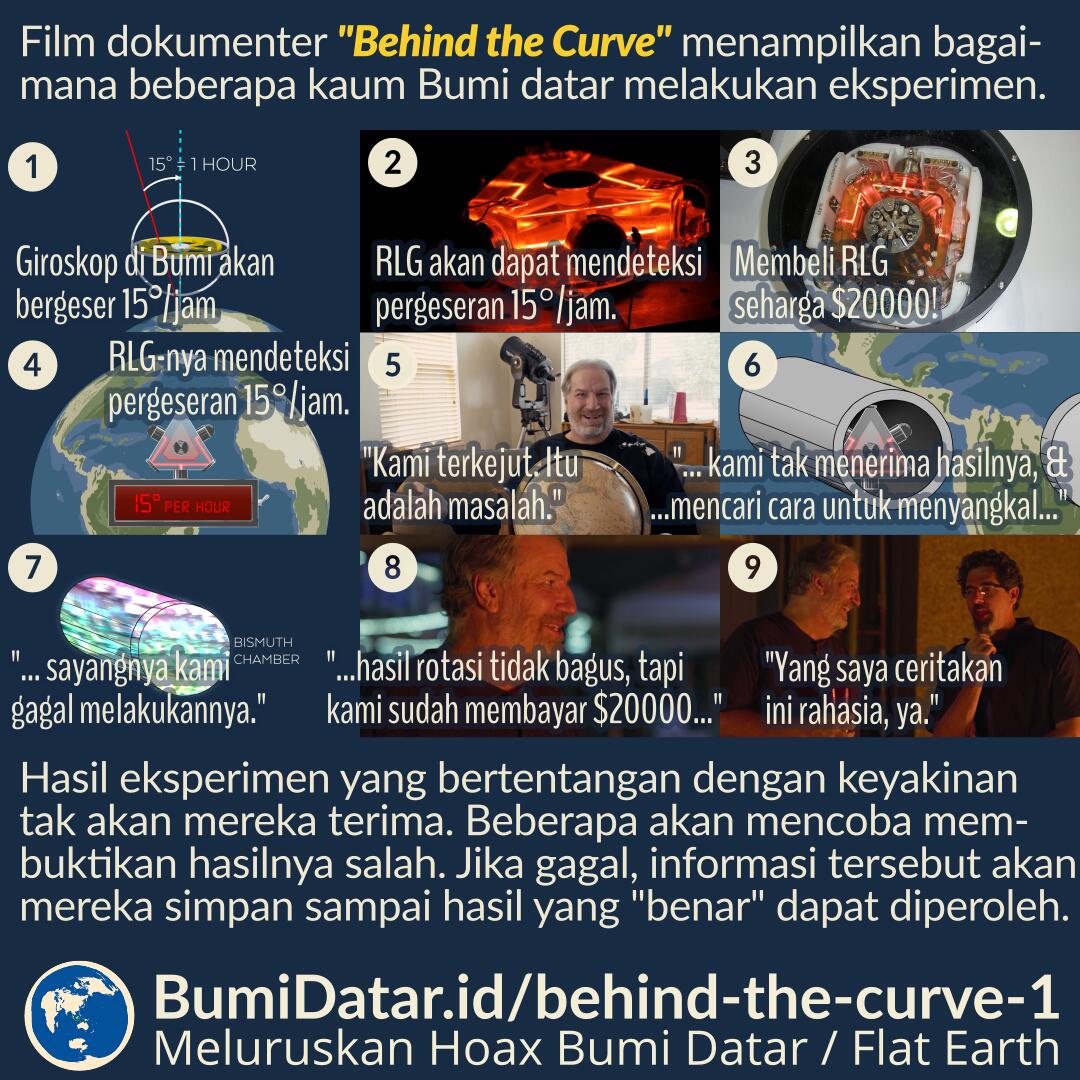 Film dokumenter "Behind the Curve" menampilkan bagai-
mana beberapa kaum Bumi datar melakukan eksperimen.
1
15° = 1 HOUR
Giroskop di Bumi akan
bergeser 15°/jam
2
RLG akan dapat mendeteksi
pergeseran 15°/jam.
3
Membeli RLG
seharga $20000!
4
RLG-nya mendeteksi
pergeseran 15°/jam.
15° PER HOUR
5
"Kami terkejut. Itu
adalah masalah."
6
"... kami tak menerima hasilnya, &
...mencari cara untuk menyangkal..."
7
BISMUTH
CHAMBER
"... sayangnya kami
gagal melakukannya."
8
"...hasil rotasi tidak bagus, tapi
kami sudah membayar $20000..."
9
"Yang saya ceritakan
ini rahasia, ya."
Hasil eksperimen yang bertentangan dengan keyakinan
tak akan mereka terima. Beberapa akan mencoba mem-
buktikan hasilnya salah. Jika gagal, informasi tersebut akan
mereka simpan sampai hasil yang "benar" dapat diperoleh.
BumiDatar.id/behind-the-curve-1
Meluruskan Hoax Bumi Datar / Flat Earth